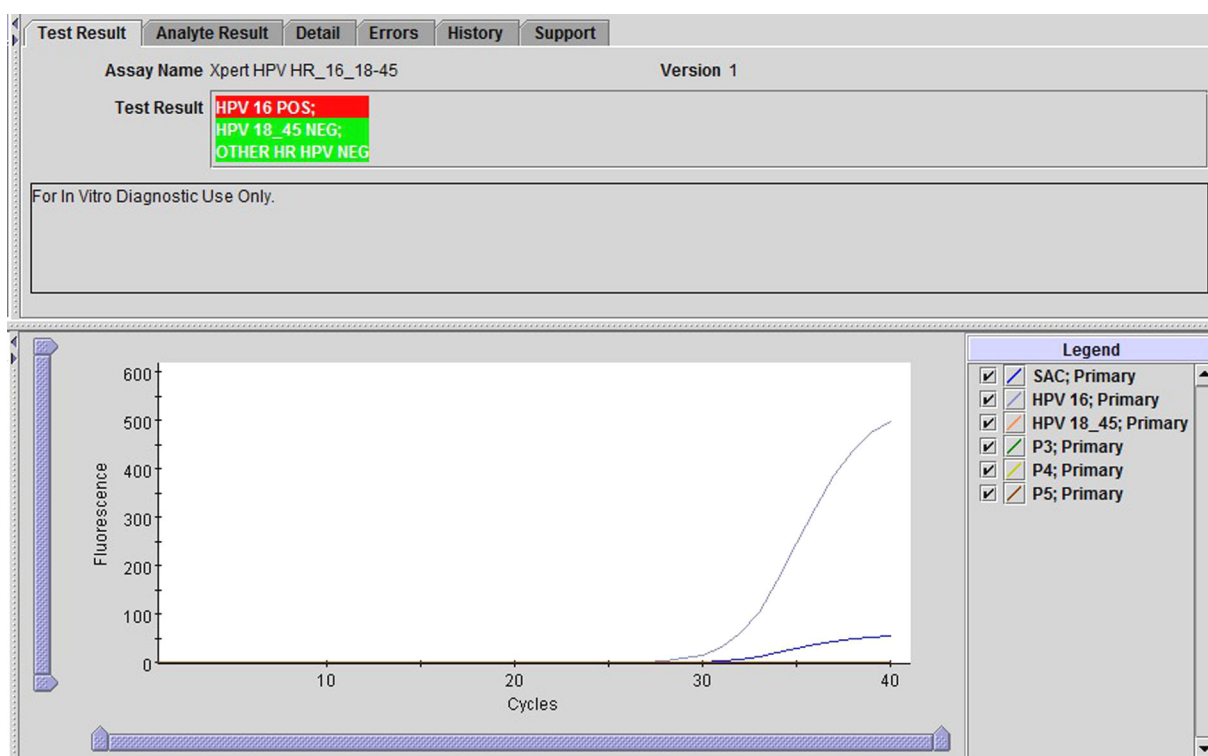 Test Result Analyte Result Detail Errors History Support
Assay Name Xpert HPV HR_16_18-45 Version 1
Test Result HPV 16 POS;
HPV 18_45 NEG;
OTHER HR HPV NEG
For In Vitro Diagnostic Use Only.
Legend
SAC; Primary
HPV 16; Primary
HPV 18_45; Primary
P3; Primary
P4; Primary
P5; Primary
600
500
400
300
200
100
0
Fluorescence
10 20 30 40
Cycles